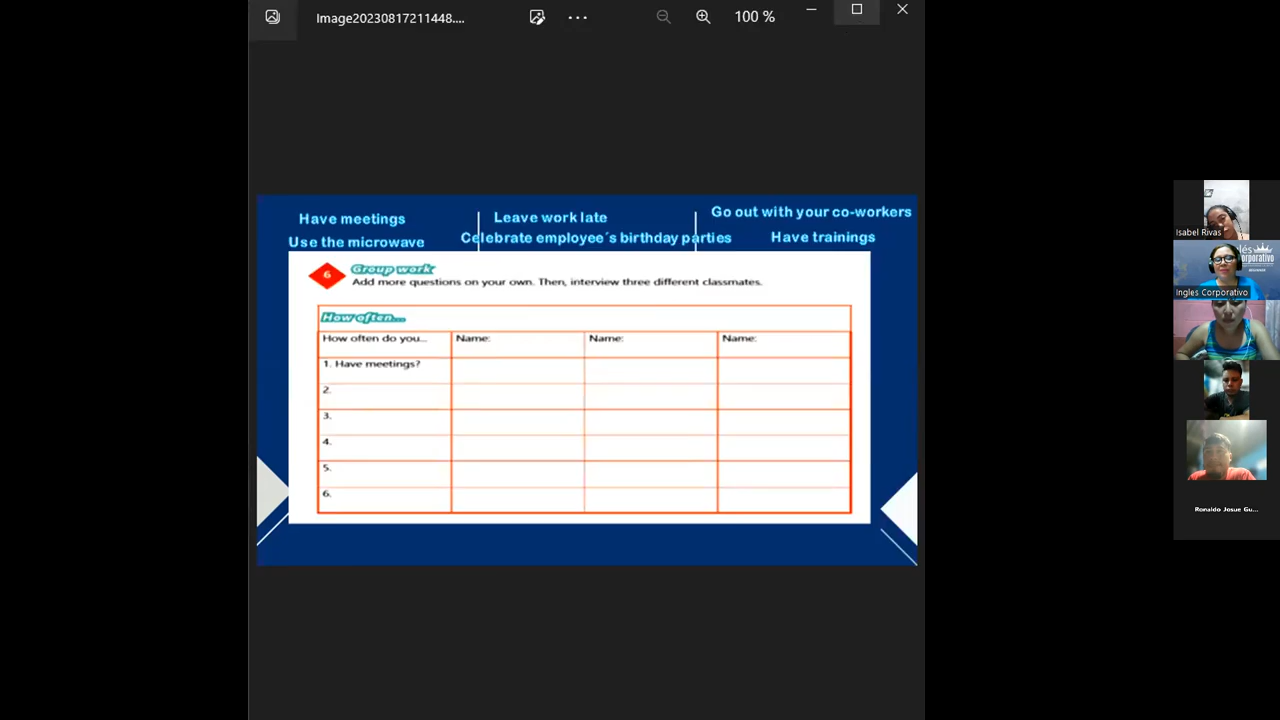 Image20230817211448....
100 %
Have meetings
Leave work late
Go out with your co-workers
Use the microwave
Celebrate employee´s birthday parties
Have trainings
6
Group work
Add more questions on your own. Then, interview three different classmates.
How often...
How often do you...
Name:
Name:
Name:
1. Have meetings?
2.
3.
4.
5.
6.
Isabel Rivas
Ingles Corporativo
Ronaldo Josue Gu...